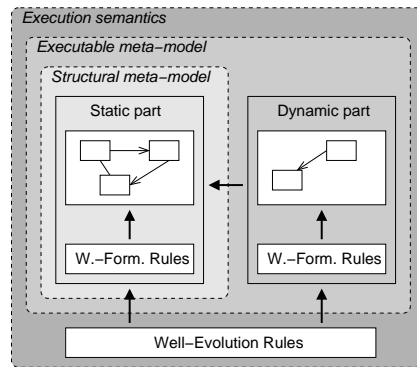 Execution semantics
Executable meta−model
Structural meta−model
Static part
Dynamic part
W.−Form. Rules
W.−Form. Rules
Well−Evolution Rules